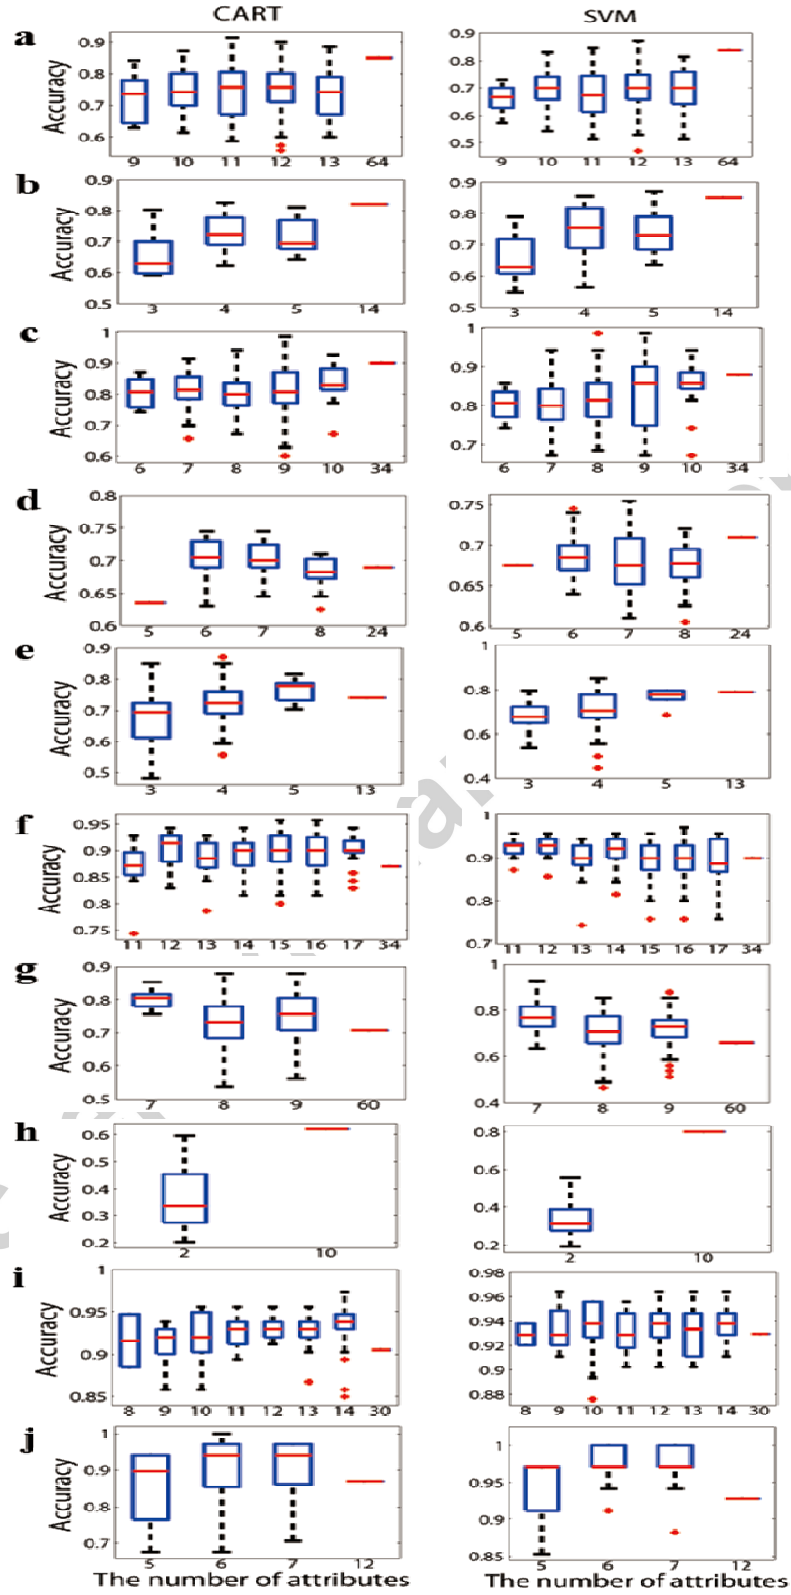 CART SVM
a
Accuracy
0.9 0.8 0.7 0.6
9 10 11 12 13 64
0.9 0.8 0.7 0.6 0.5
9 10 11 12 13 64
b
Accuracy
0.9 0.8 0.7 0.6 0.5
3 4 5 14
0.9 0.8 0.7 0.6 0.5
3 4 5 14
c
Accuracy
1 0.9 0.8 0.7 0.6
6 7 8 9 10 34
1 0.9 0.8 0.7
6 7 8 9 10 34
d
Accuracy
0.8 0.75 0.7 0.65 0.6
5 6 7 8 24
0.75 0.7 0.65 0.6
5 6 7 8 24
e
Accuracy
0.9 0.8 0.7 0.6 0.5
3 4 5 13
1 0.8 0.6 0.4
3 4 5 13
f
Accuracy
0.95 0.9 0.85 0.8 0.75
11 12 13 14 15 16 17 34
1 0.9 0.8 0.7
11 12 13 14 15 16 17 34
g
Accuracy
0.9 0.8 0.7 0.6 0.5
7 8 9 60
1 0.8 0.6 0.4
7 8 9 60
h
Accuracy
0.6 0.5 0.4 0.3 0.2
2 10
0.8 0.6 0.4 0.2
2 10
i
Accuracy
1 0.95 0.9 0.85
8 9 10 11 12 13 14 30
0.98 0.96 0.94 0.92 0.9 0.88
8 9 10 11 12 13 14 30
j
Accuracy
1 0.9 0.8 0.7
5 6 7 12
1 0.95 0.9 0.85
5 6 7 12
The number of attributes The number of attributes